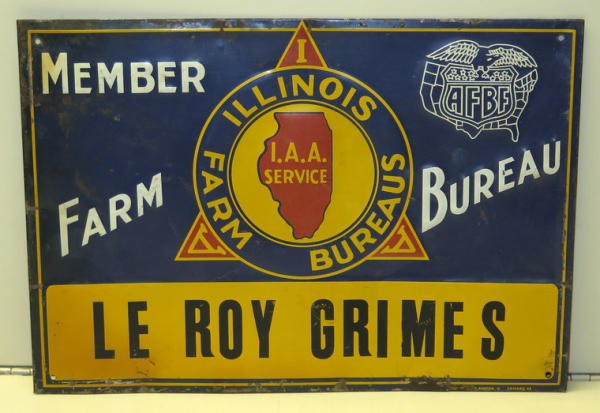 MEMBER
I
ILLINOIS
FARM
BUREAUS
I.A.A.
SERVICE
A
A
AFBF
FARM
BUREAU
LE ROY GRIMES